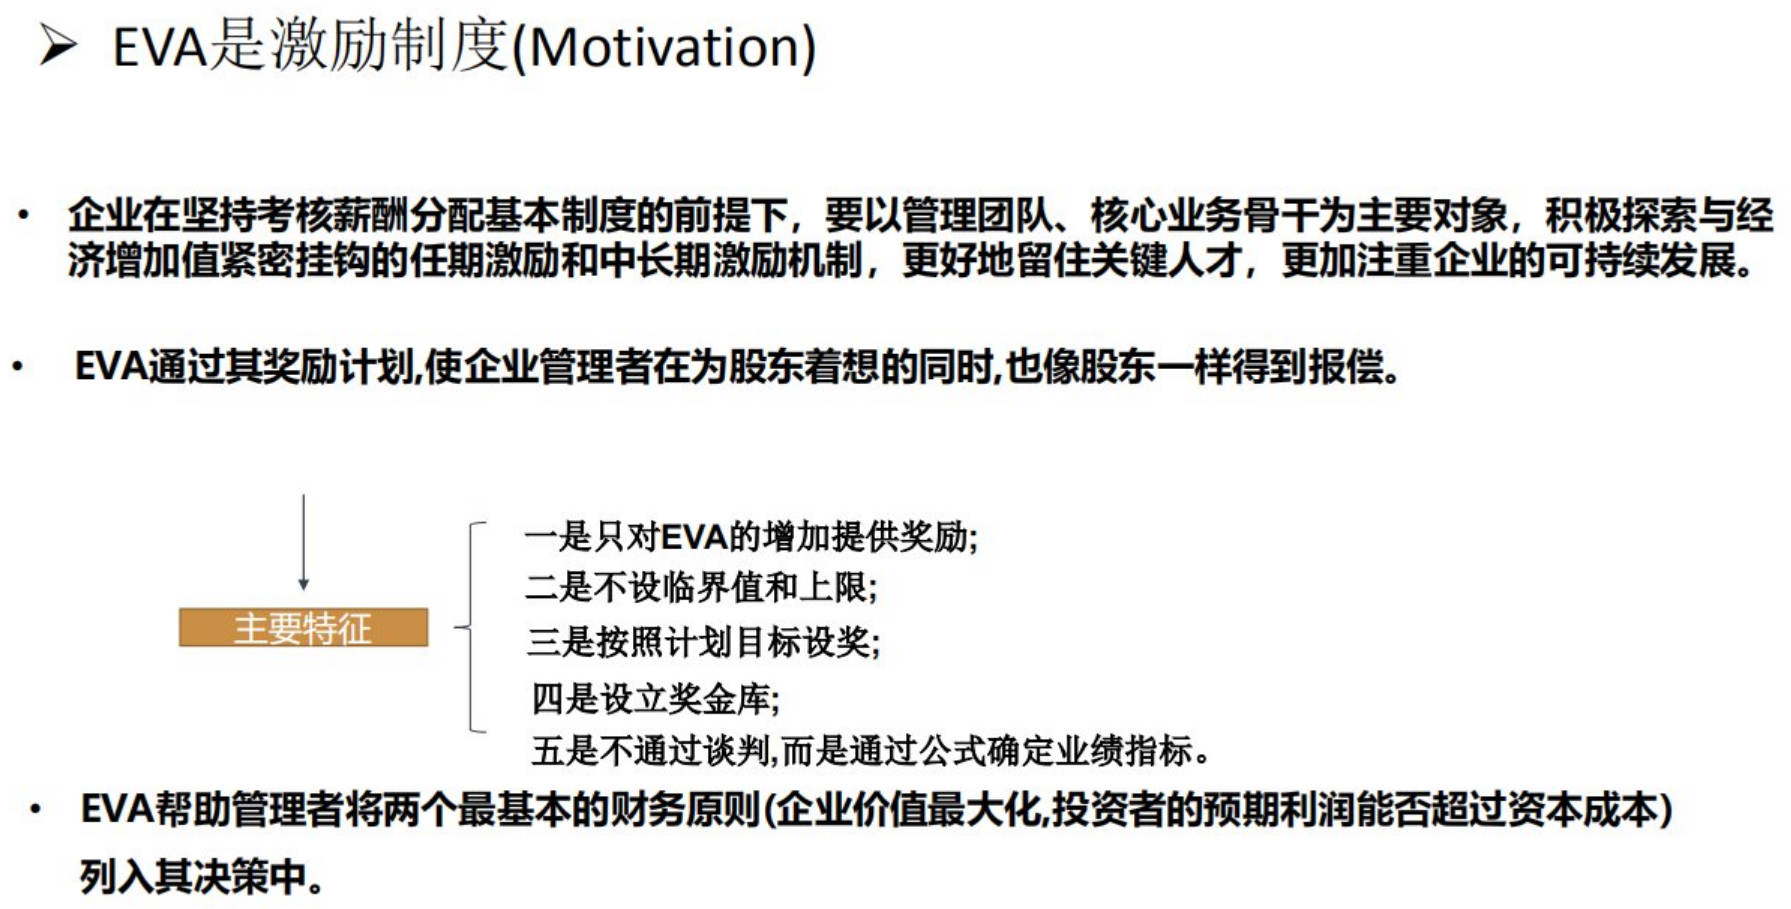 ➢ EVA是激励制度(Motivation)
• 企业在坚持考核薪酬分配基本制度的前提下，要以管理团队、核心业务骨干为主要对象，积极探索与经
济增加值紧密挂钩的任期激励和中长期激励机制，更好地留住关键人才，更加注重企业的可持续发展。
• EVA通过其奖励计划,使企业管理者在为股东着想的同时,也像股东一样得到报偿。
主要特征
一是只对EVA的增加提供奖励;
二是不设临界值和上限;
三是按照计划目标设奖;
四是设立奖金库;
五是不通过谈判,而是通过公式确定业绩指标。
• EVA帮助管理者将两个最基本的财务原则(企业价值最大化,投资者的预期利润能否超过资本成本)
列入其决策中。